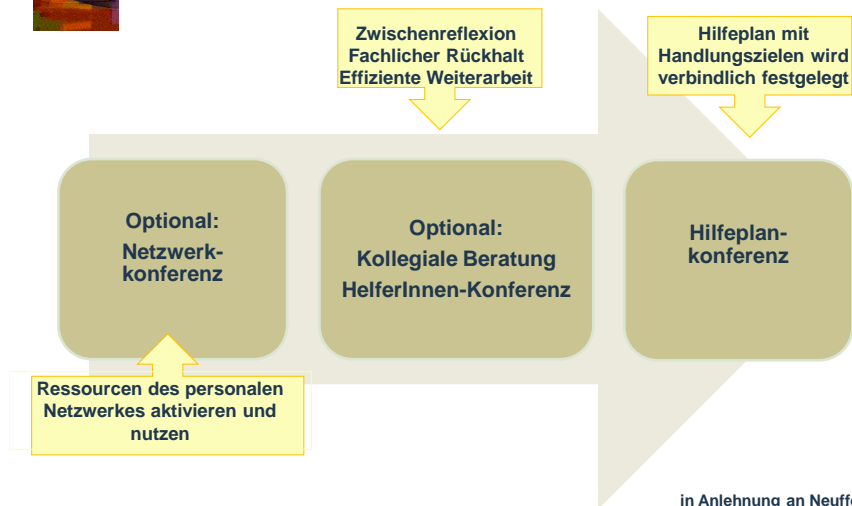 Zwischenreflexion
Fachlicher Rückhalt
Effiziente Weiterarbeit
Hilfeplan mit
Handlungszielen wird
verbindlich festgelegt
Optional:
Netzwerk-
konferenz
Optional:
Kollegiale Beratung
HelferInnen-Konferenz
Hilfeplan-
konferenz
Ressourcen des personalen
Netzwerkes aktivieren und
nutzen
in Anlehnung an